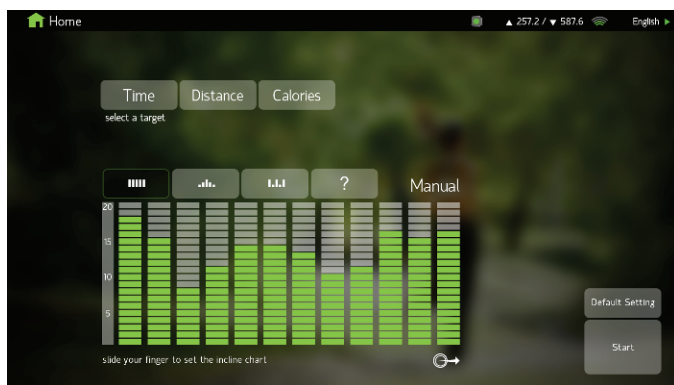 Home
▲ 257.2 / ▼ 587.6
English ▶
Time
Distance
Calories
select a target
?
Manual
20
15
10
5
Default Setting
Start
slide your finger to set the incline chart